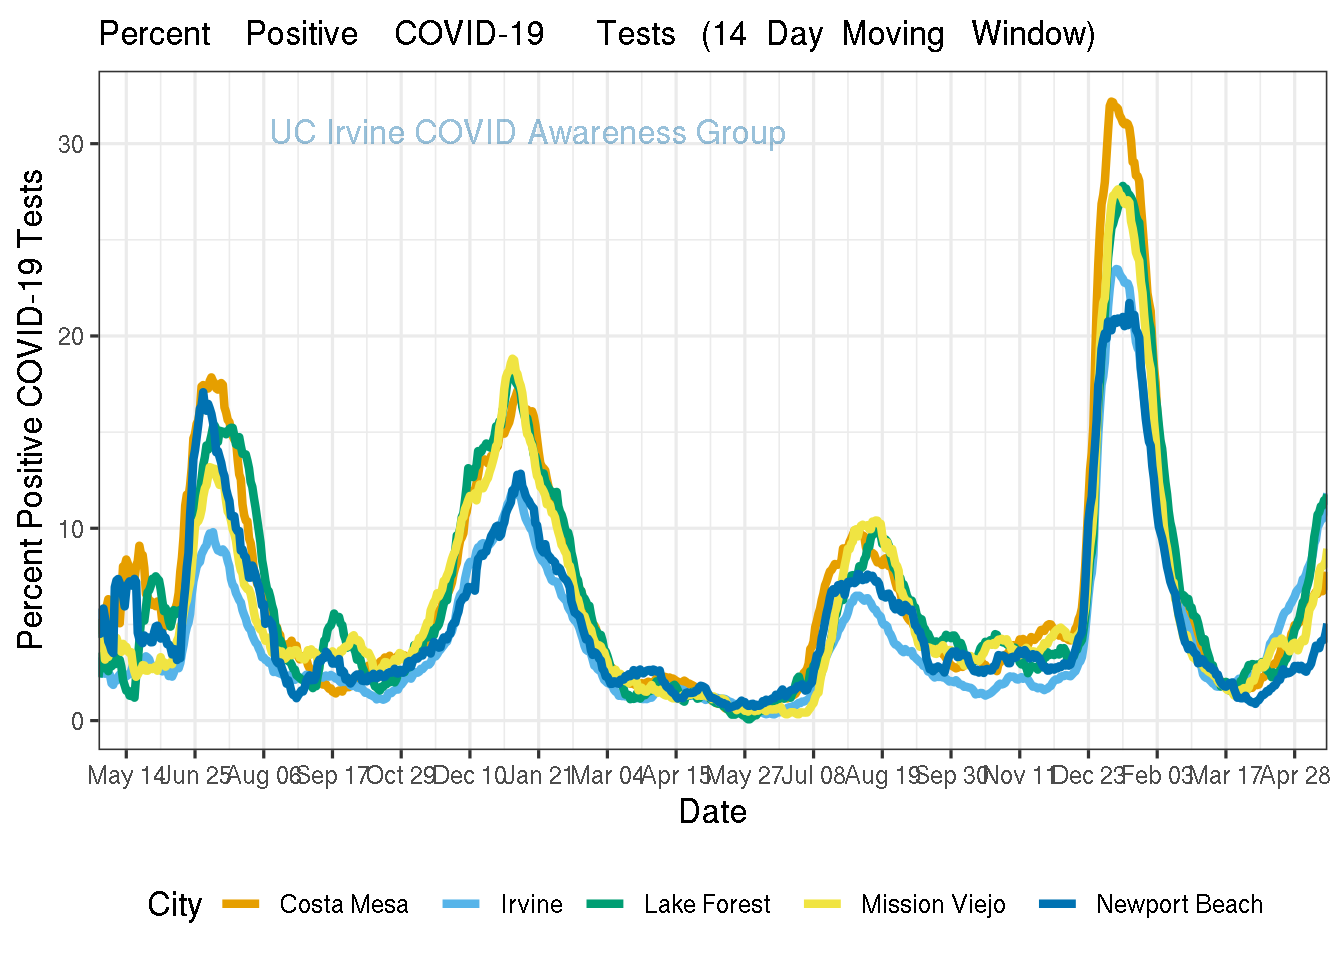 Percent Positive COVID-19 Tests (14 Day Moving Window)
UC Irvine COVID Awareness Group
Percent Positive COVID-19 Tests
30
20
10
0
May 14 Jun 25 Aug 06 Sep 17 Oct 29 Dec 10 Jan 21 Mar 04 Apr 15 May 27 Jul 08 Aug 19 Sep 30 Nov 11 Dec 23 Feb 03 Mar 17 Apr 28
Date
City Costa Mesa Irvine Lake Forest Mission Viejo Newport Beach